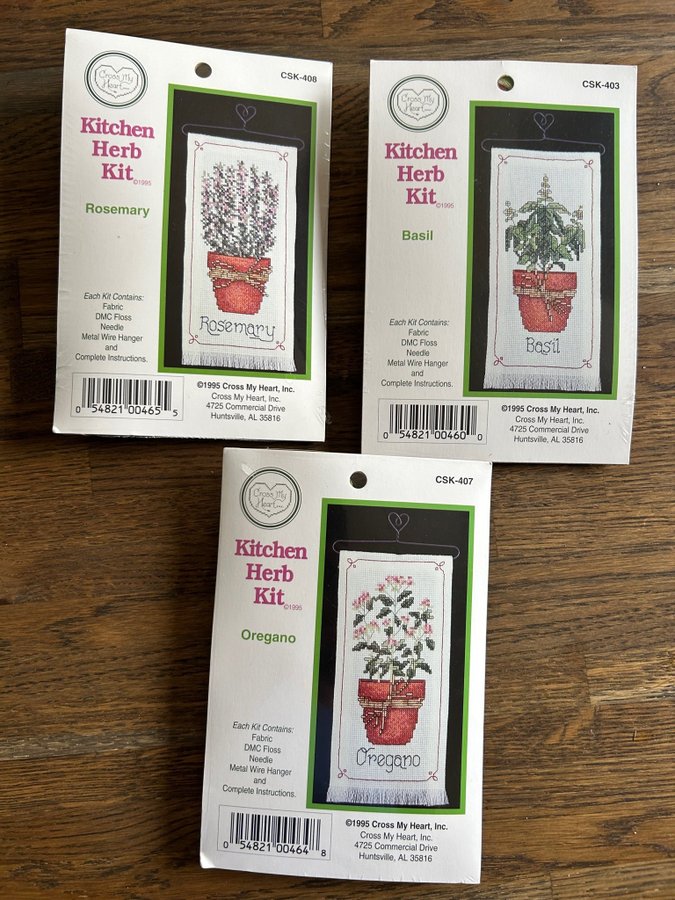 Cross My
Heart
CSK-408
Kitchen
Herb
Kit
©1995
Rosemary
Each Kit Contains:
Fabric
DMC Floss
Needle
Metal Wire Hanger
and
Complete Instructions.
Rosemary
0 54821 00465 5
©1995 Cross My Heart, Inc.
Cross My Heart, Inc.
4725 Commercial Drive
Huntsville, AL 35816
Cross My
Heart
CSK-403
Kitchen
Herb
Kit
©1995
Basil
Each Kit Contains:
Fabric
DMC Floss
Needle
Metal Wire Hanger
and
Complete Instructions.
Basil
0 54821 00460 0
©1995 Cross My Heart, Inc.
Cross My Heart, Inc.
4725 Commercial Drive
Huntsville, AL 35816
Cross My
Heart
CSK-407
Kitchen
Herb
Kit
©1995
Oregano
Each Kit Contains:
Fabric
DMC Floss
Needle
Metal Wire Hanger
and
Complete Instructions.
Oregano
0 54821 00464 8
©1995 Cross My Heart, Inc.
Cross My Heart, Inc.
4725 Commercial Drive
Huntsville, AL 35816